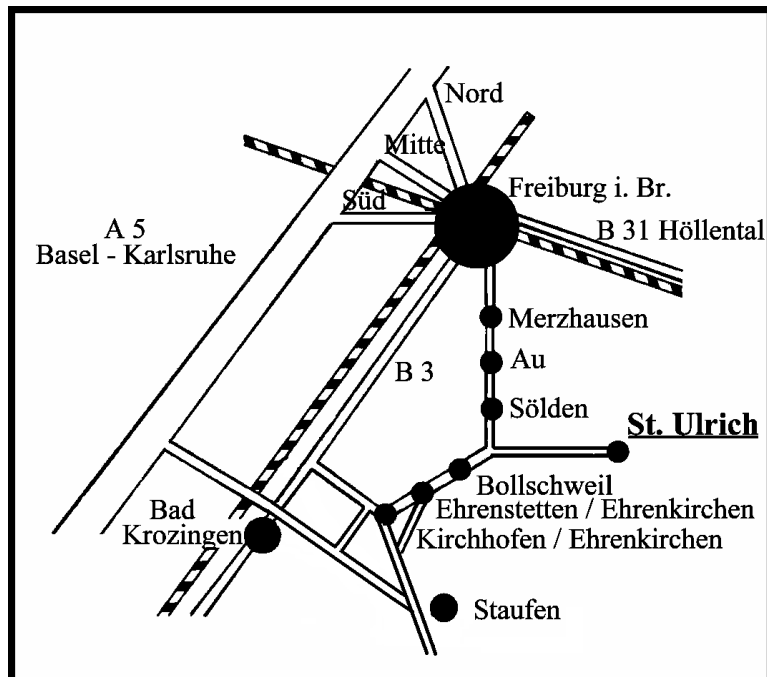 Nord
Mitte
Freiburg i. Br.
Süd
A 5
Basel - Karlsruhe
B 31 Höllental
Merzhausen
B 3
Au
Sölden
St. Ulrich
Bollschweil
Bad
Krozingen
Ehrenstetten / Ehrenkirchen
Kirchhofen / Ehrenkirchen
Staufen